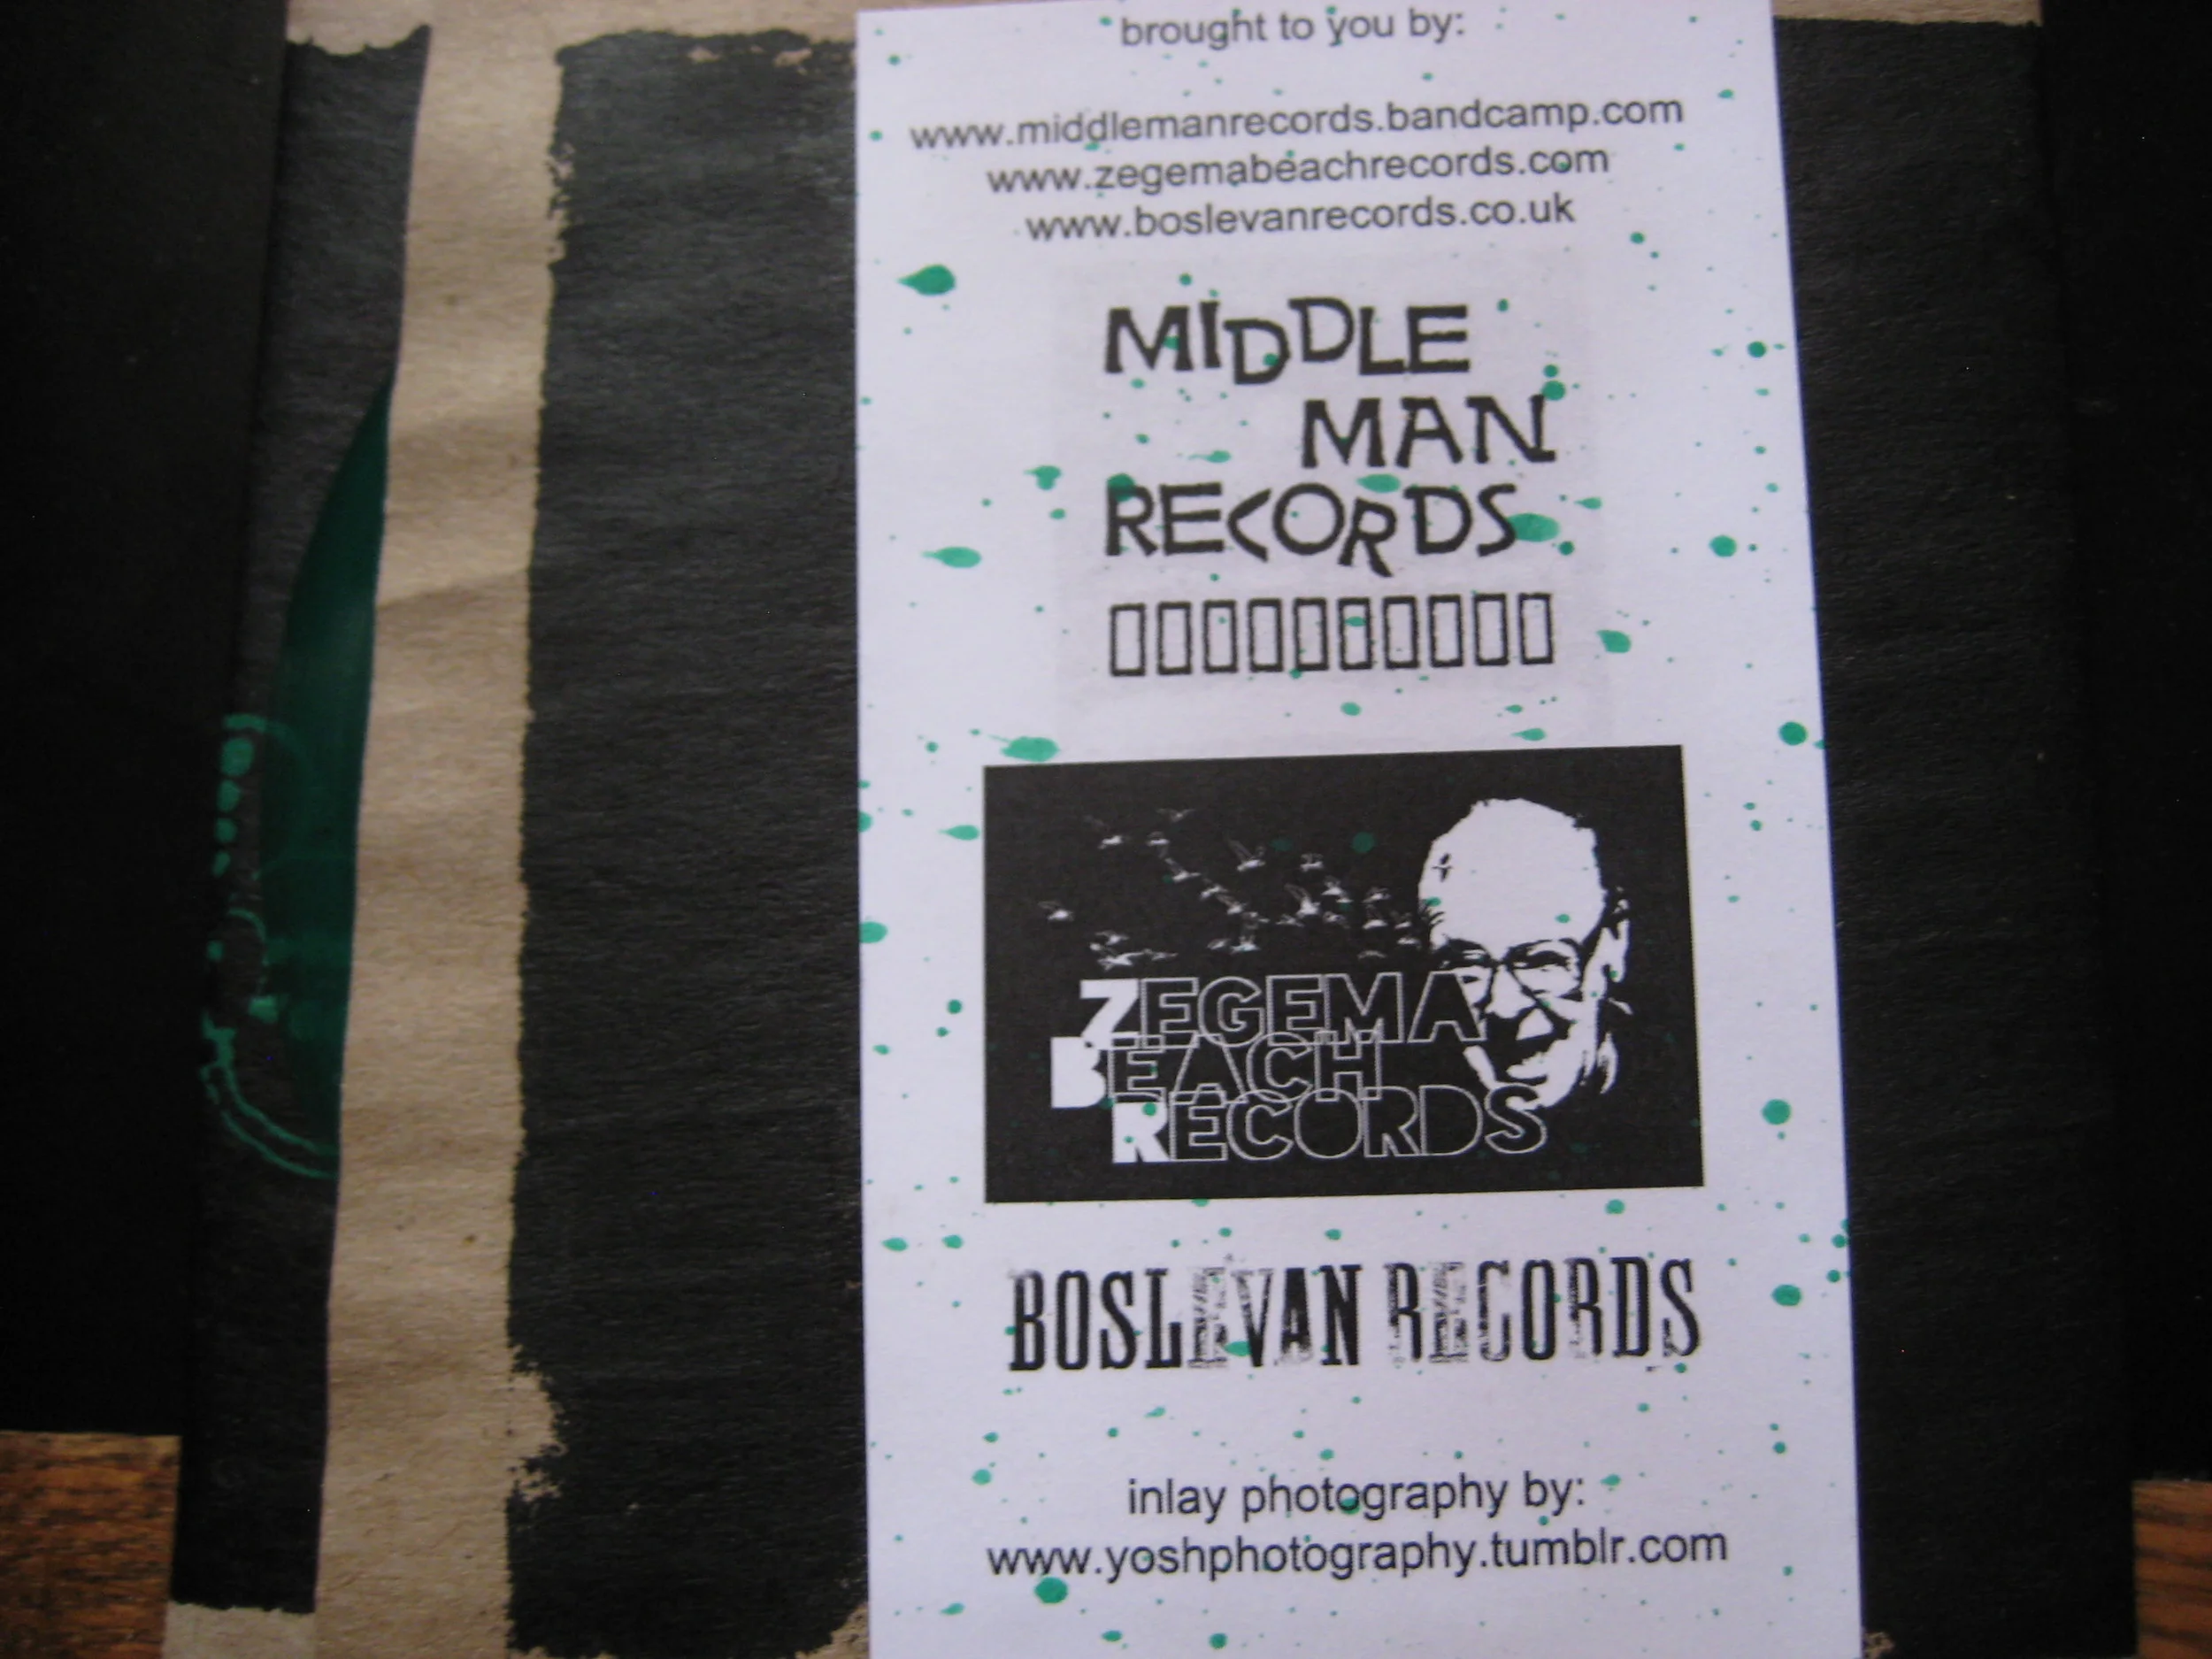 brought to you by:
www.middlemanrecords.bandcamp.com
www.zegemabeachrecords.com
www.boslevanrecords.co.uk
MIDDLE
MAN
RECORDS
ZEGEMA
BEACH
RECORDS
BOSLEVAN RECORDS
inlay photography by:
www.yoshphotography.tumblr.com